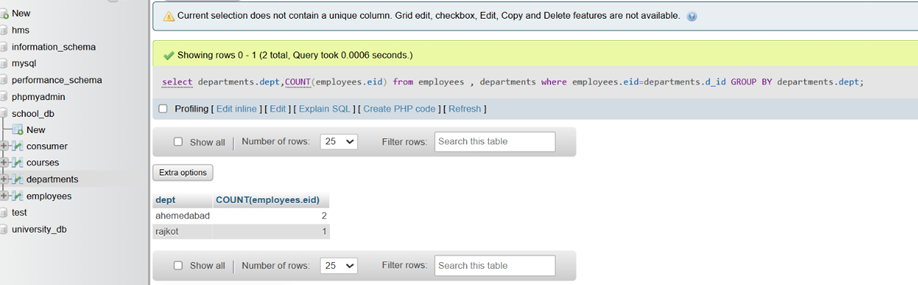 New
hms
information_schema
mysql
performance_schema
phpmyadmin
school_db
New
consumer
courses
departments
employees
test
university_db
Current selection does not contain a unique column. Grid edit, checkbox, Edit, Copy and Delete features are not available.
Showing rows 0 - 1 (2 total, Query took 0.0006 seconds.)
select departments.dept,COUNT(employees.eid) from employees , departments where employees.eid=departments.d_id GROUP BY departments.dept;
Profiling [ Edit inline ] [ Edit ] [ Explain SQL ] [ Create PHP code ] [ Refresh ]
Show all | Number of rows: 25 Filter rows: Search this table
Extra options
dept COUNT(employees.eid)
ahemedabad 2
rajkot 1
Show all | Number of rows: 25 Filter rows: Search this table